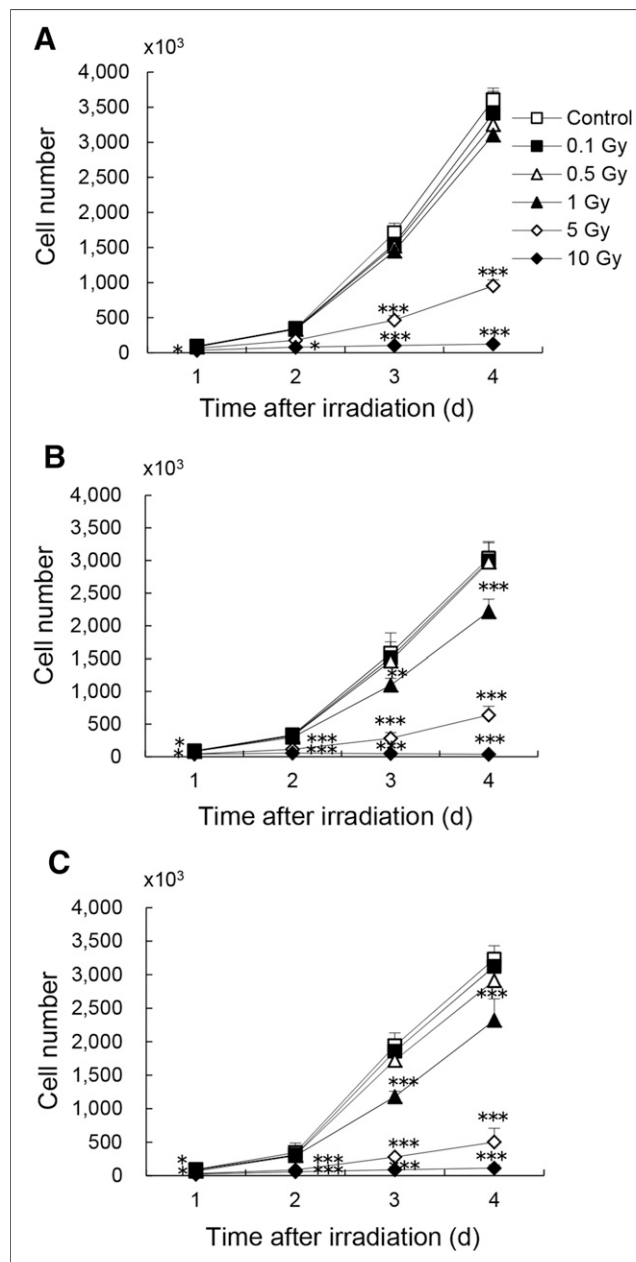 A
x10³
4,000
3,500
3,000
2,500
2,000
1,500
1,000
500
0
Cell number
Control
0.1 Gy
0.5 Gy
1 Gy
5 Gy
10 Gy
***
***
***
***
*
*
1 2 3 4
Time after irradiation (d)
B
x10³
4,000
3,500
3,000
2,500
2,000
1,500
1,000
500
0
Cell number
***
**
***
***
***
***
***
***
*
*
1 2 3 4
Time after irradiation (d)
C
x10³
4,000
3,500
3,000
2,500
2,000
1,500
1,000
500
0
Cell number
***
***
***
***
***
***
***
***
*
*
1 2 3 4
Time after irradiation (d)